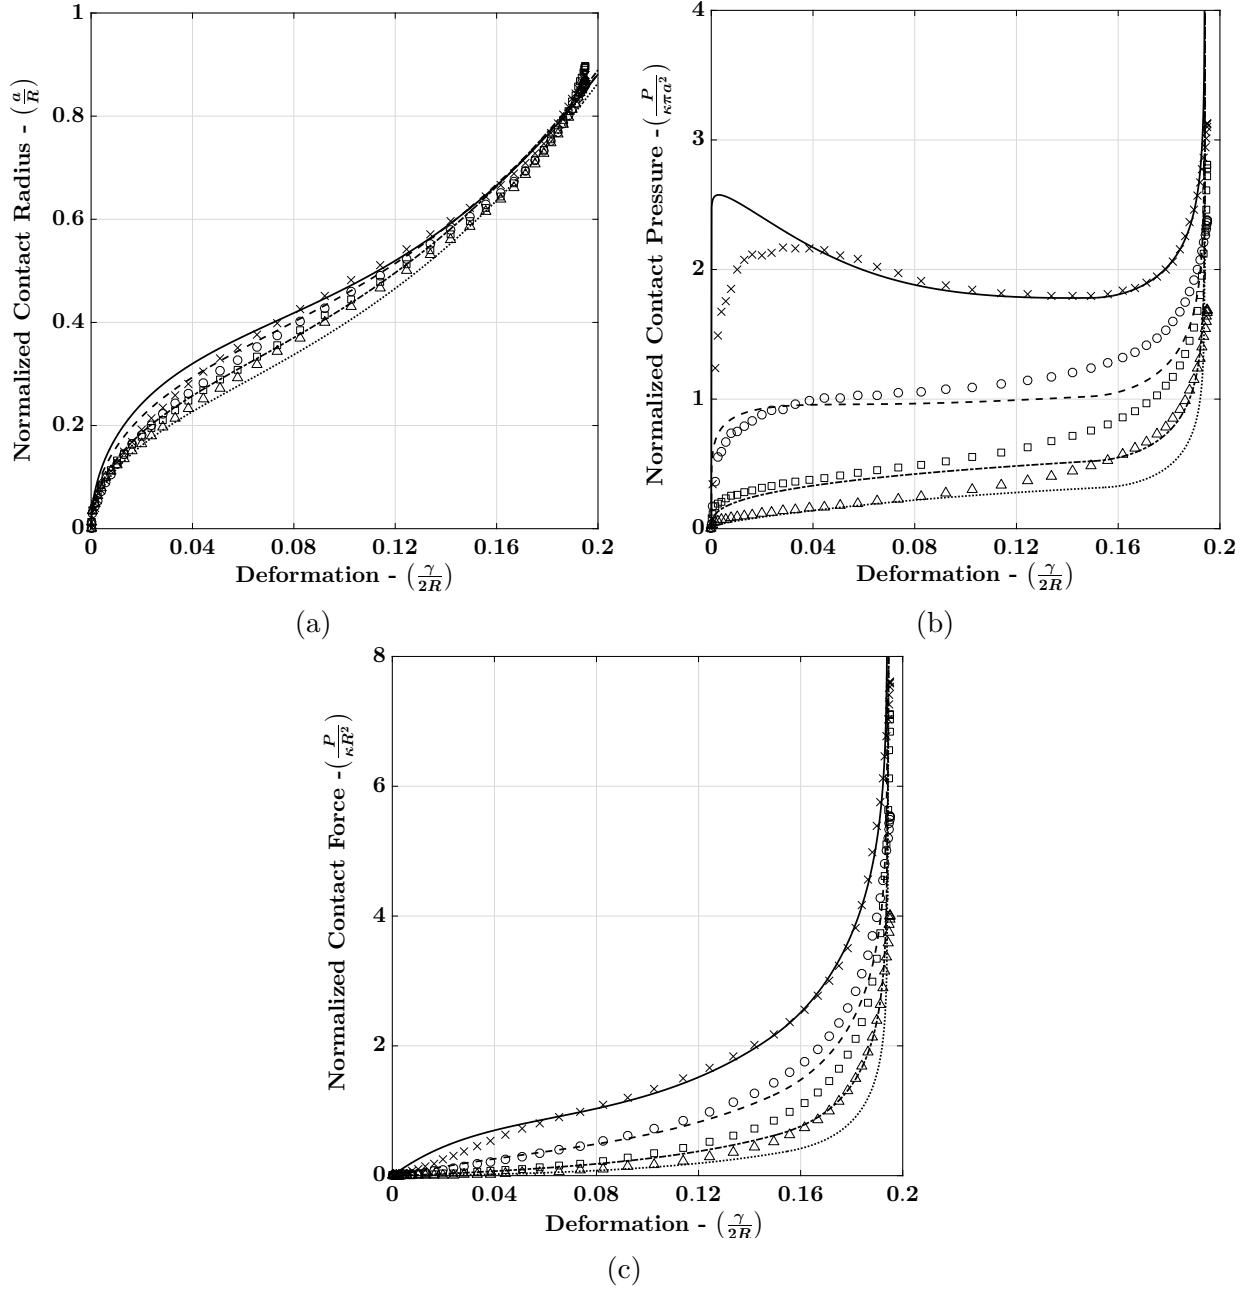 1
0.8
0.6
0.4
0.2
0
0 0.04 0.08 0.12 0.16 0.2
Normalized Contact Radius - (a/R)
Deformation - (γ/2R)
(a)
4
3
2
1
0
0 0.04 0.08 0.12 0.16 0.2
Normalized Contact Pressure -(P/κπa²)
Deformation - (γ/2R)
(b)
8
6
4
2
0
0 0.04 0.08 0.12 0.16 0.2
Normalized Contact Force -(P/κR²)
Deformation - (γ/2R)
(c)